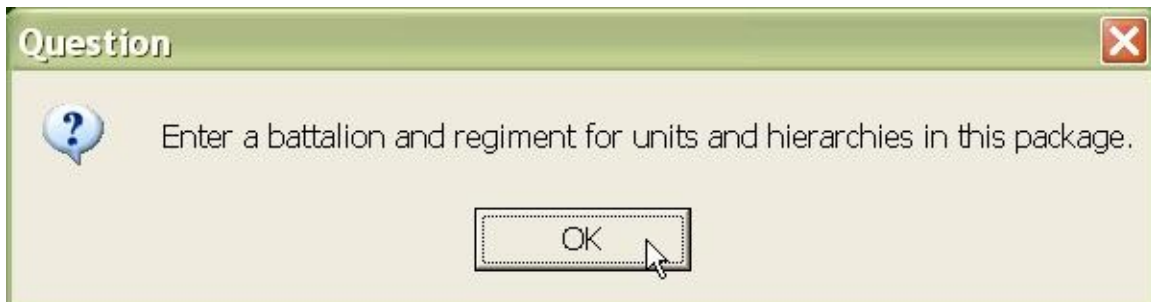 Question
Enter a battalion and regiment for units and hierarchies in this package.
OK